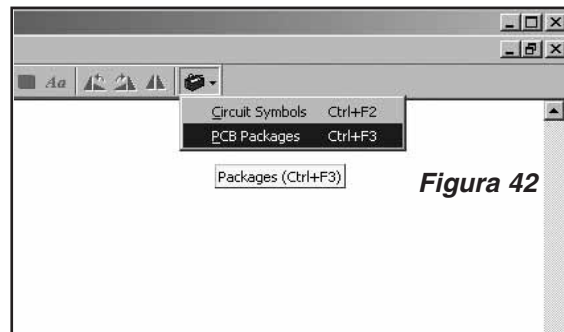 Aa
Circuit Symbols Ctrl+F2
PCB Packages Ctrl+F3
Packages (Ctrl+F3)
Figura 42